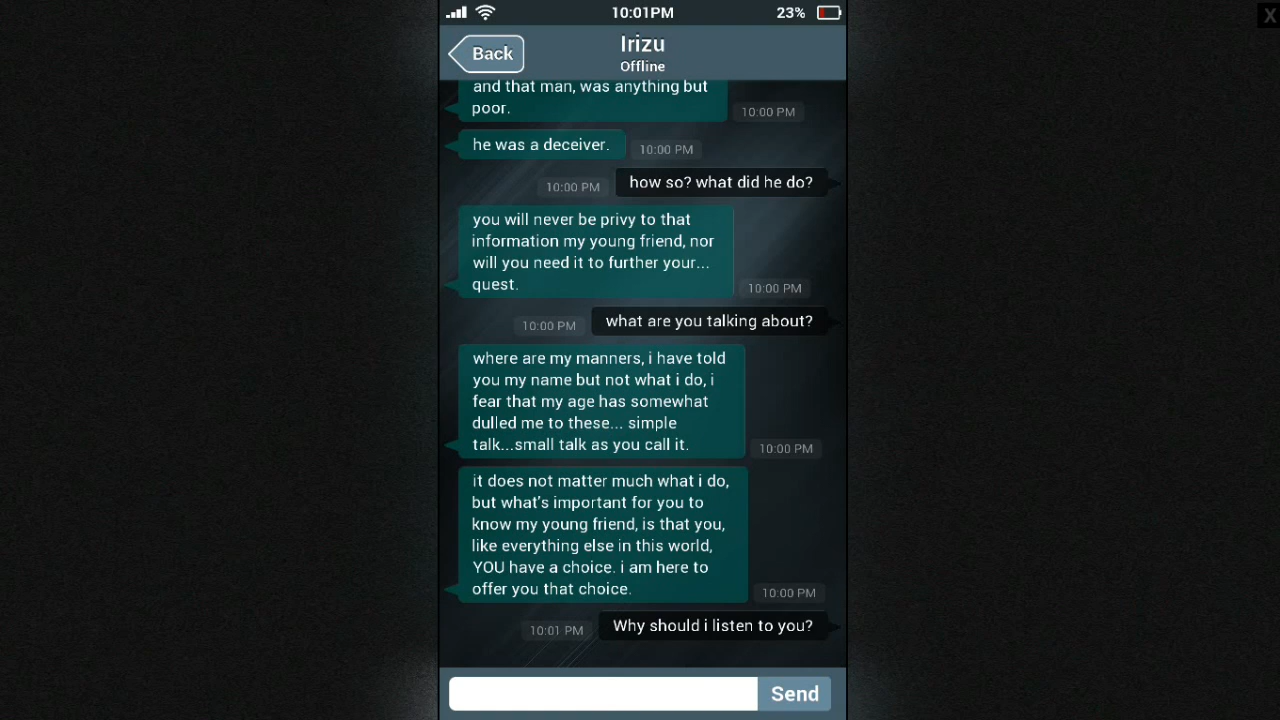 10:01PM
23%
X
Back
Irizu
Offline
and that man, was anything but
poor.
10:00 PM
he was a deceiver.
10:00 PM
10:00 PM
how so? what did he do?
you will never be privy to that
information my young friend, nor
will you need it to further your...
quest.
10:00 PM
10:00 PM
what are you talking about?
where are my manners, i have told
you my name but not what i do, i
fear that my age has somewhat
dulled me to these... simple
talk...small talk as you call it.
10:00 PM
it does not matter much what i do,
but what's important for you to
know my young friend, is that you,
like everything else in this world,
YOU have a choice. i am here to
offer you that choice.
10:00 PM
10:01 PM
Why should i listen to you?
Send